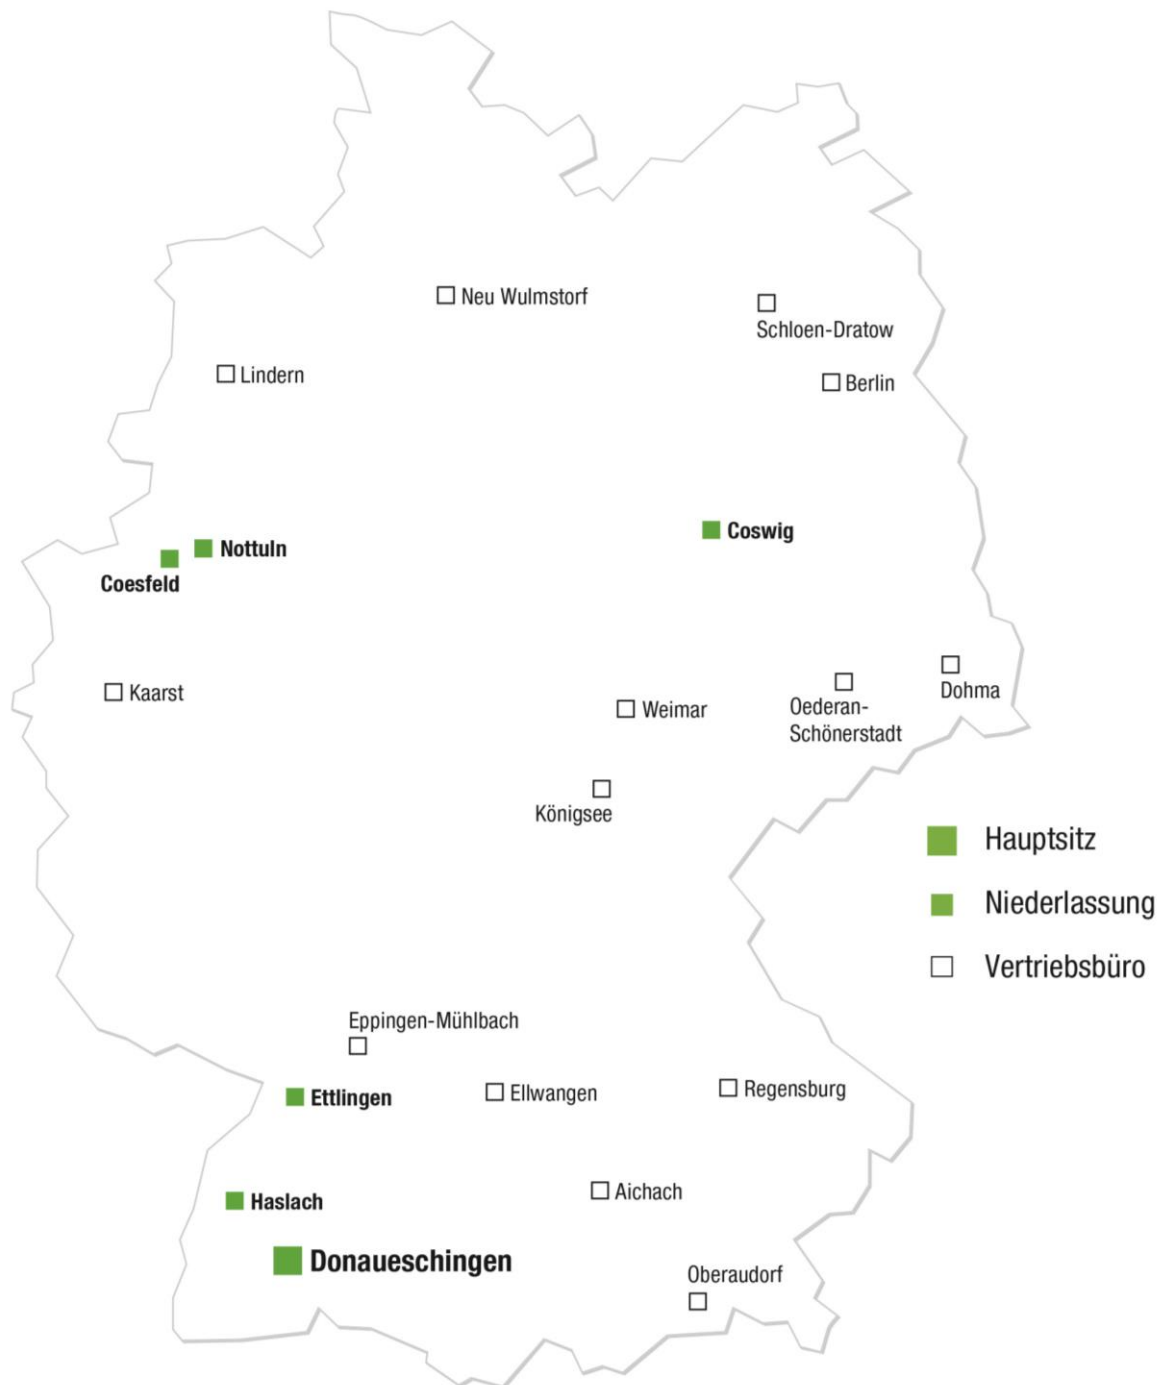 Neu Wulmstorf
Schloen-Dratow
Lindern
Berlin
Coswig
Nottuln
Coesfeld
Kaarst
Dohma
Oederan-
Schönerstadt
Weimar
Königsee
Hauptsitz
Niederlassung
Vertriebsbüro
Eppingen-Mühlbach
Ettlingen
Ellwangen
Regensburg
Haslach
Aichach
Donaueschingen
Oberaudorf